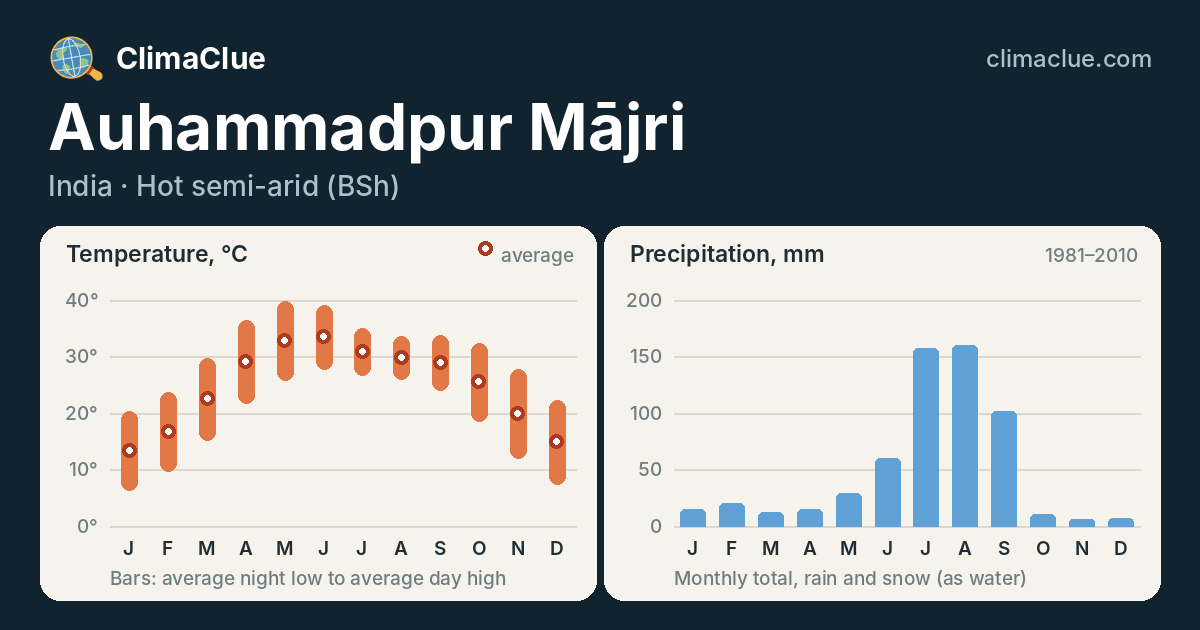 ClimaClue
climaclue.com
Auhammadpur Mājri
India · Hot semi-arid (BSh)
Temperature, °C
average
40°
30°
20°
10°
0°
J F M A M J J A S O N D
Bars: average night low to average day high
Precipitation, mm
1981–2010
200
150
100
50
0
J F M A M J J A S O N D
Monthly total, rain and snow (as water)